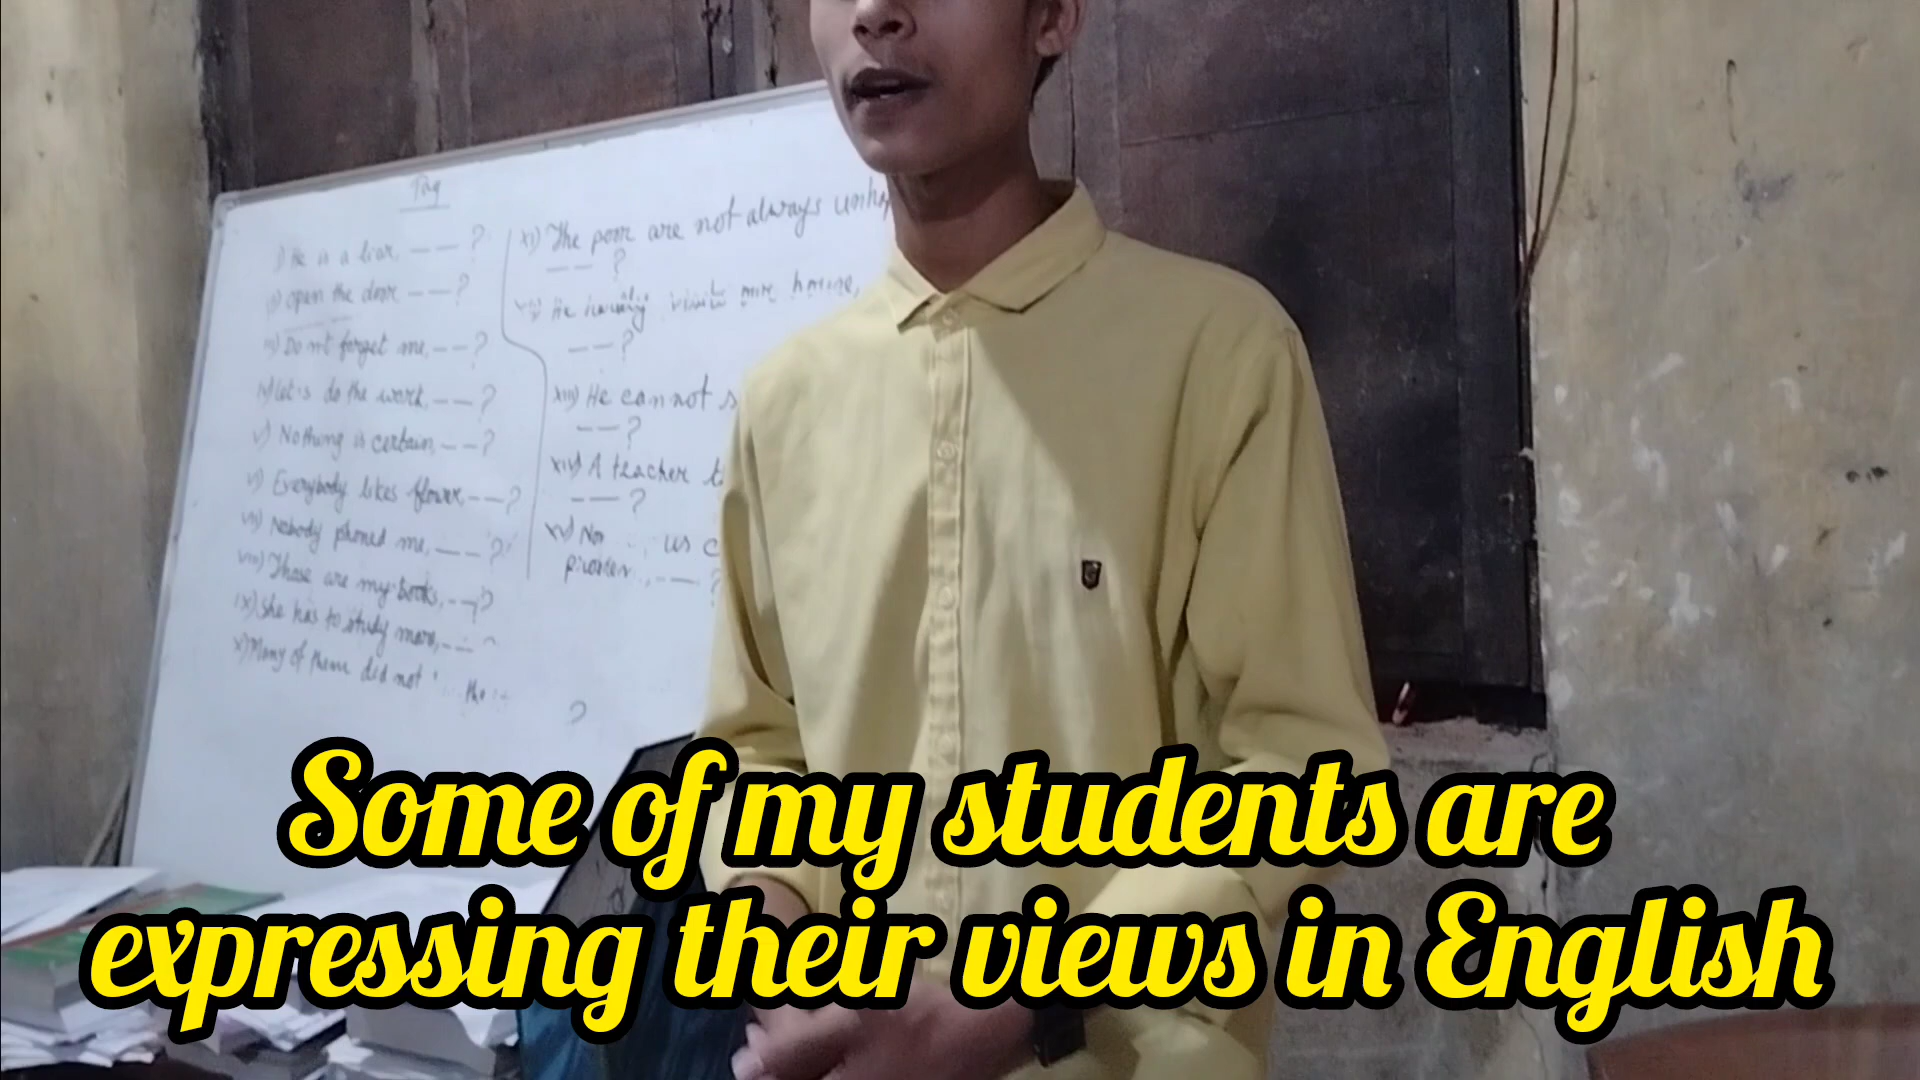 Tag
i) He is a liar, -- ?
ii) open the door -- ?
iii) Do n't forget me, -- ?
iv) Let's do the work, -- ?
v) Nothing is certain, -- ?
vi) Everybody likes flower, -- ?
vii) Nobody phoned me, -- ?
viii) Those are my books, -- ?
ix) She has to study more, --
x) Many of them did not the
?
xi) The poor are not always
-- ?
He visits our house,
-- ?
xiii) He cannot s
-- ?
xiv) A teacher t
-- ?
xv) No us c
-- ?
Some of my students are
expressing their views in English